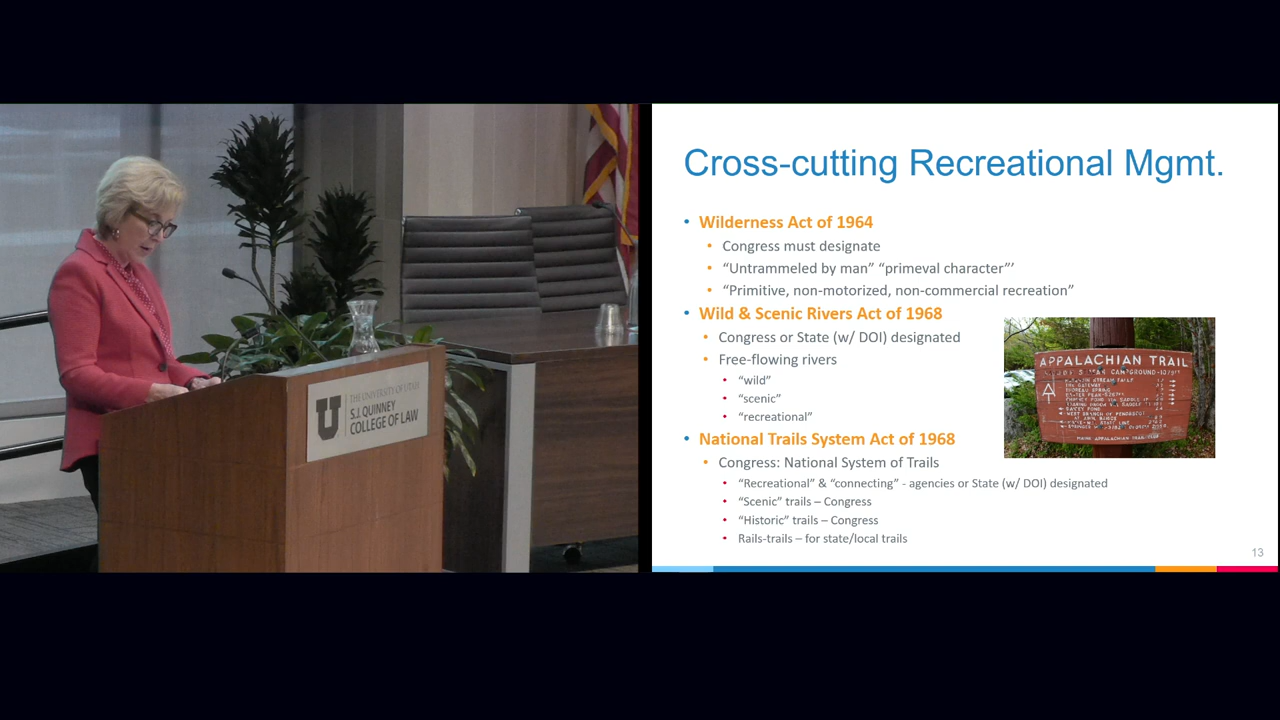 THE UNIVERSITY OF UTAH
S.J. QUINNEY
COLLEGE OF LAW
Cross-cutting Recreational Mgmt.
• Wilderness Act of 1964
• Congress must designate
• “Untrammeled by man” “primeval character”’
• “Primitive, non-motorized, non-commercial recreation”
• Wild & Scenic Rivers Act of 1968
• Congress or State (w/ DOI) designated
• Free-flowing rivers
• “wild”
• “scenic”
• “recreational”
• National Trails System Act of 1968
• Congress: National System of Trails
• “Recreational” & “connecting” - agencies or State (w/ DOI) designated
• “Scenic” trails – Congress
• “Historic” trails – Congress
• Rails-trails – for state/local trails
APPALACHIAN TRAIL
13